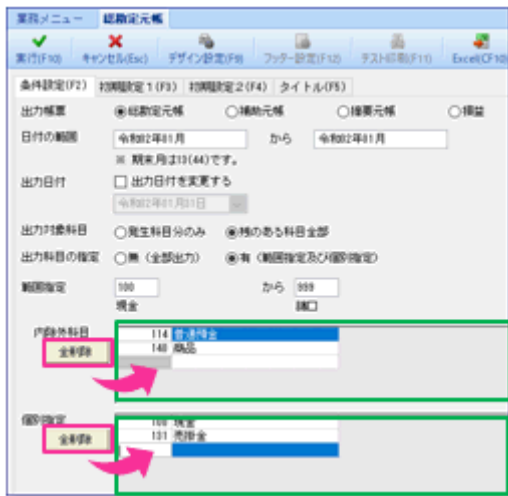 業務メニュー 総勘定元帳
実行(F10) キャンセル(Esc) デザイン設定(F9) フッター設定(F12) テスト印刷(F11) Excel(CF10)
条件設定(F2) 初期設定1(F3) 初期設定2(F4) タイトル(F5)
出力帳票 総勘定元帳 補助元帳 摘要元帳 損益
日付の範囲 令和02年01月 から 令和02年01月
※ 期末月は13(44)です。
出力日付 出力日付を変更する
令和02年01月31日
出力対象科目 発生科目分のみ 残のある科目全部
出力科目の指定 無（全部出力） 有（範囲指定及び個別指定）
範囲指定 100 から 999
現金 諸口
内除外科目 114 普通預金
全削除 140 商品
個別指定 100 現金
全削除 131 売掛金